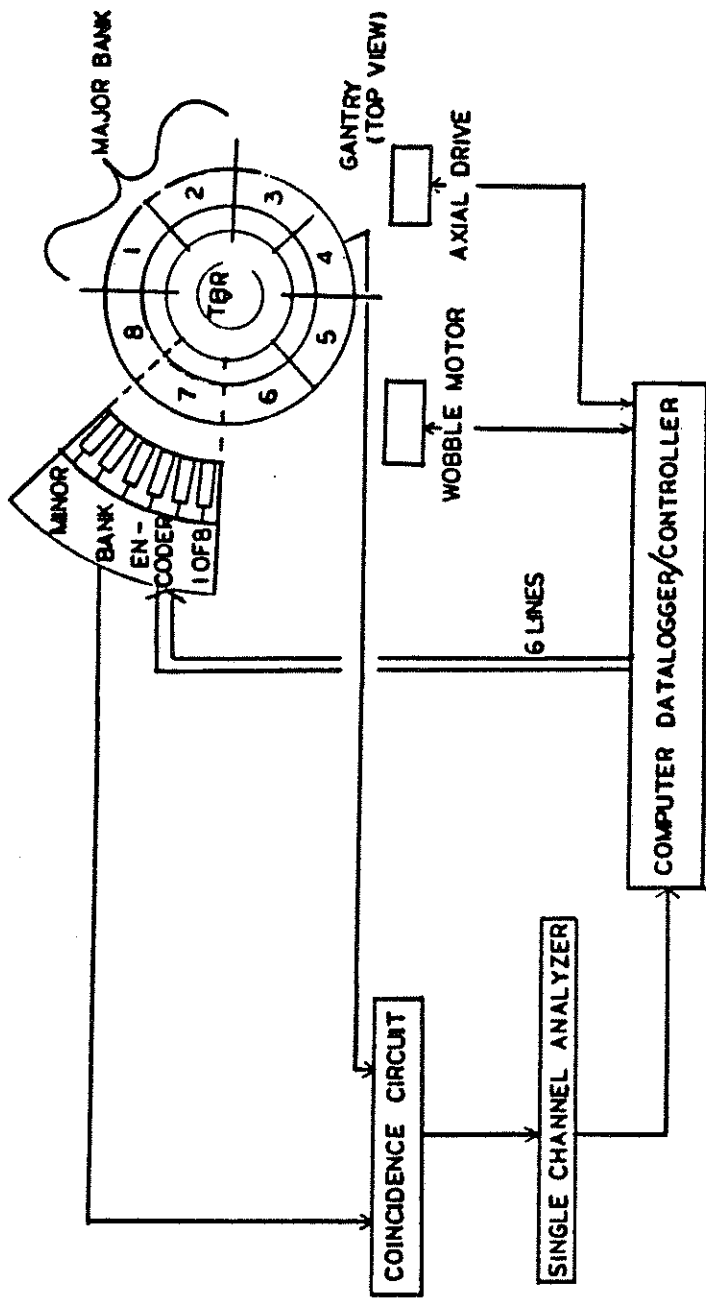 MAJOR BANK
MINOR
BANK
EN-
CODER
1 OF 8
1
2
3
4
5
6
7
8
TBR
GANTRY
(TOP VIEW)
WOBBLE MOTOR
AXIAL DRIVE
6 LINES
COINCIDENCE CIRCUIT
SINGLE CHANNEL ANALYZER
COMPUTER DATALOGGER/CONTROLLER